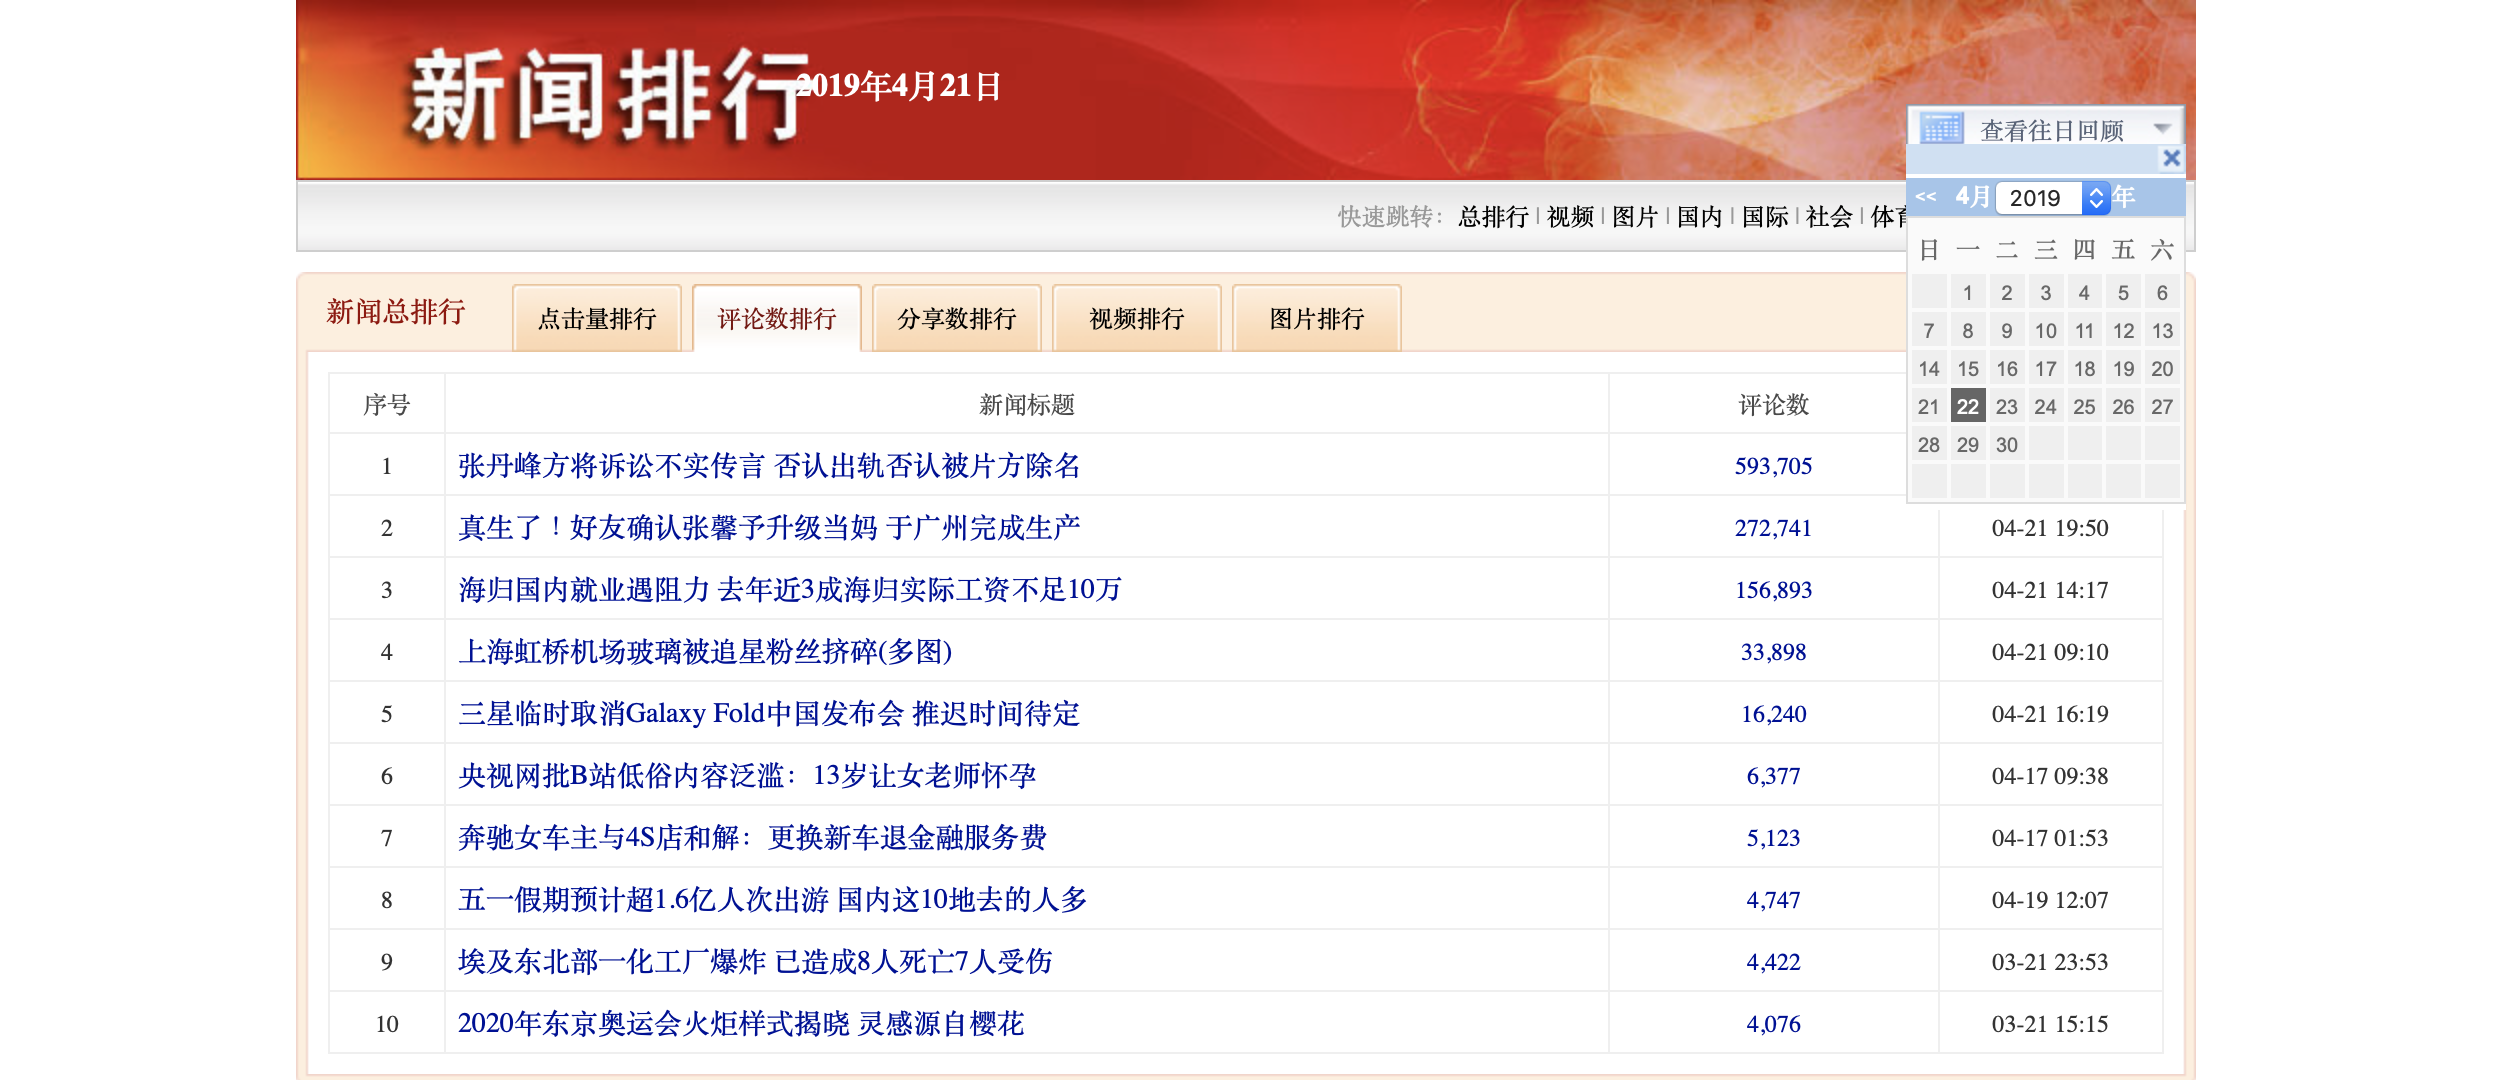 新闻排行
2019年4月21日
查看往日回顾
<< 4月 2019 年
快速跳转： 总排行 | 视频 | 图片 | 国内 | 国际 | 社会 | 体育
日 一 二 三 四 五 六
1 2 3 4 5 6
7 8 9 10 11 12 13
14 15 16 17 18 19 20
21 22 23 24 25 26 27
28 29 30
新闻总排行 点击量排行 评论数排行 分享数排行 视频排行 图片排行
序号 新闻标题 评论数
1 张丹峰方将诉讼不实传言 否认出轨否认被片方除名 593,705
2 真生了！好友确认张馨予升级当妈 于广州完成生产 272,741 04-21 19:50
3 海归国内就业遇阻力 去年近3成海归实际工资不足10万 156,893 04-21 14:17
4 上海虹桥机场玻璃被追星粉丝挤碎(多图) 33,898 04-21 09:10
5 三星临时取消Galaxy Fold中国发布会 推迟时间待定 16,240 04-21 16:19
6 央视网批B站低俗内容泛滥：13岁让女老师怀孕 6,377 04-17 09:38
7 奔驰女车主与4S店和解：更换新车退金融服务费 5,123 04-17 01:53
8 五一假期预计超1.6亿人次出游 国内这10地去的人多 4,747 04-19 12:07
9 埃及东北部一化工厂爆炸 已造成8人死亡7人受伤 4,422 03-21 23:53
10 2020年东京奥运会火炬样式揭晓 灵感源自樱花 4,076 03-21 15:15